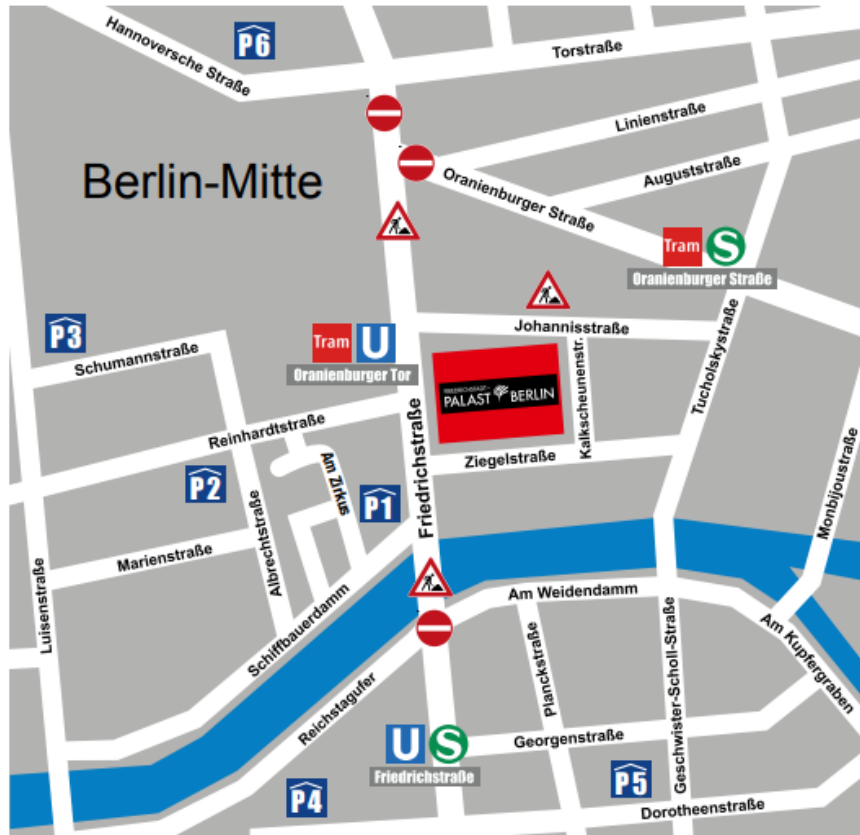 Hannoversche Straße
P6
Torstraße
Linienstraße
Berlin-Mitte
Auguststraße
Oranienburger Straße
Tram S
Oranienburger Straße
P3
Schumannstraße
Tram U
Oranienburger Tor
Johannisstraße
Kalkscheunenstr.
Tucholskystraße
FRIEDRICHSTADT-
PALAST BERLIN
Friedrichstraße
Reinhardtstraße
Ziegelstraße
Am Zirkus
P2
P1
Monbijoustraße
Marienstraße
Albrechtstraße
Luisenstraße
Schiffbauerdamm
Am Weidendamm
Am Kupfergraben
Planckstraße
Geschwister-Scholl-Straße
Reichstagufer
U S
Friedrichstraße
Georgenstraße
P4
P5
Dorotheenstraße